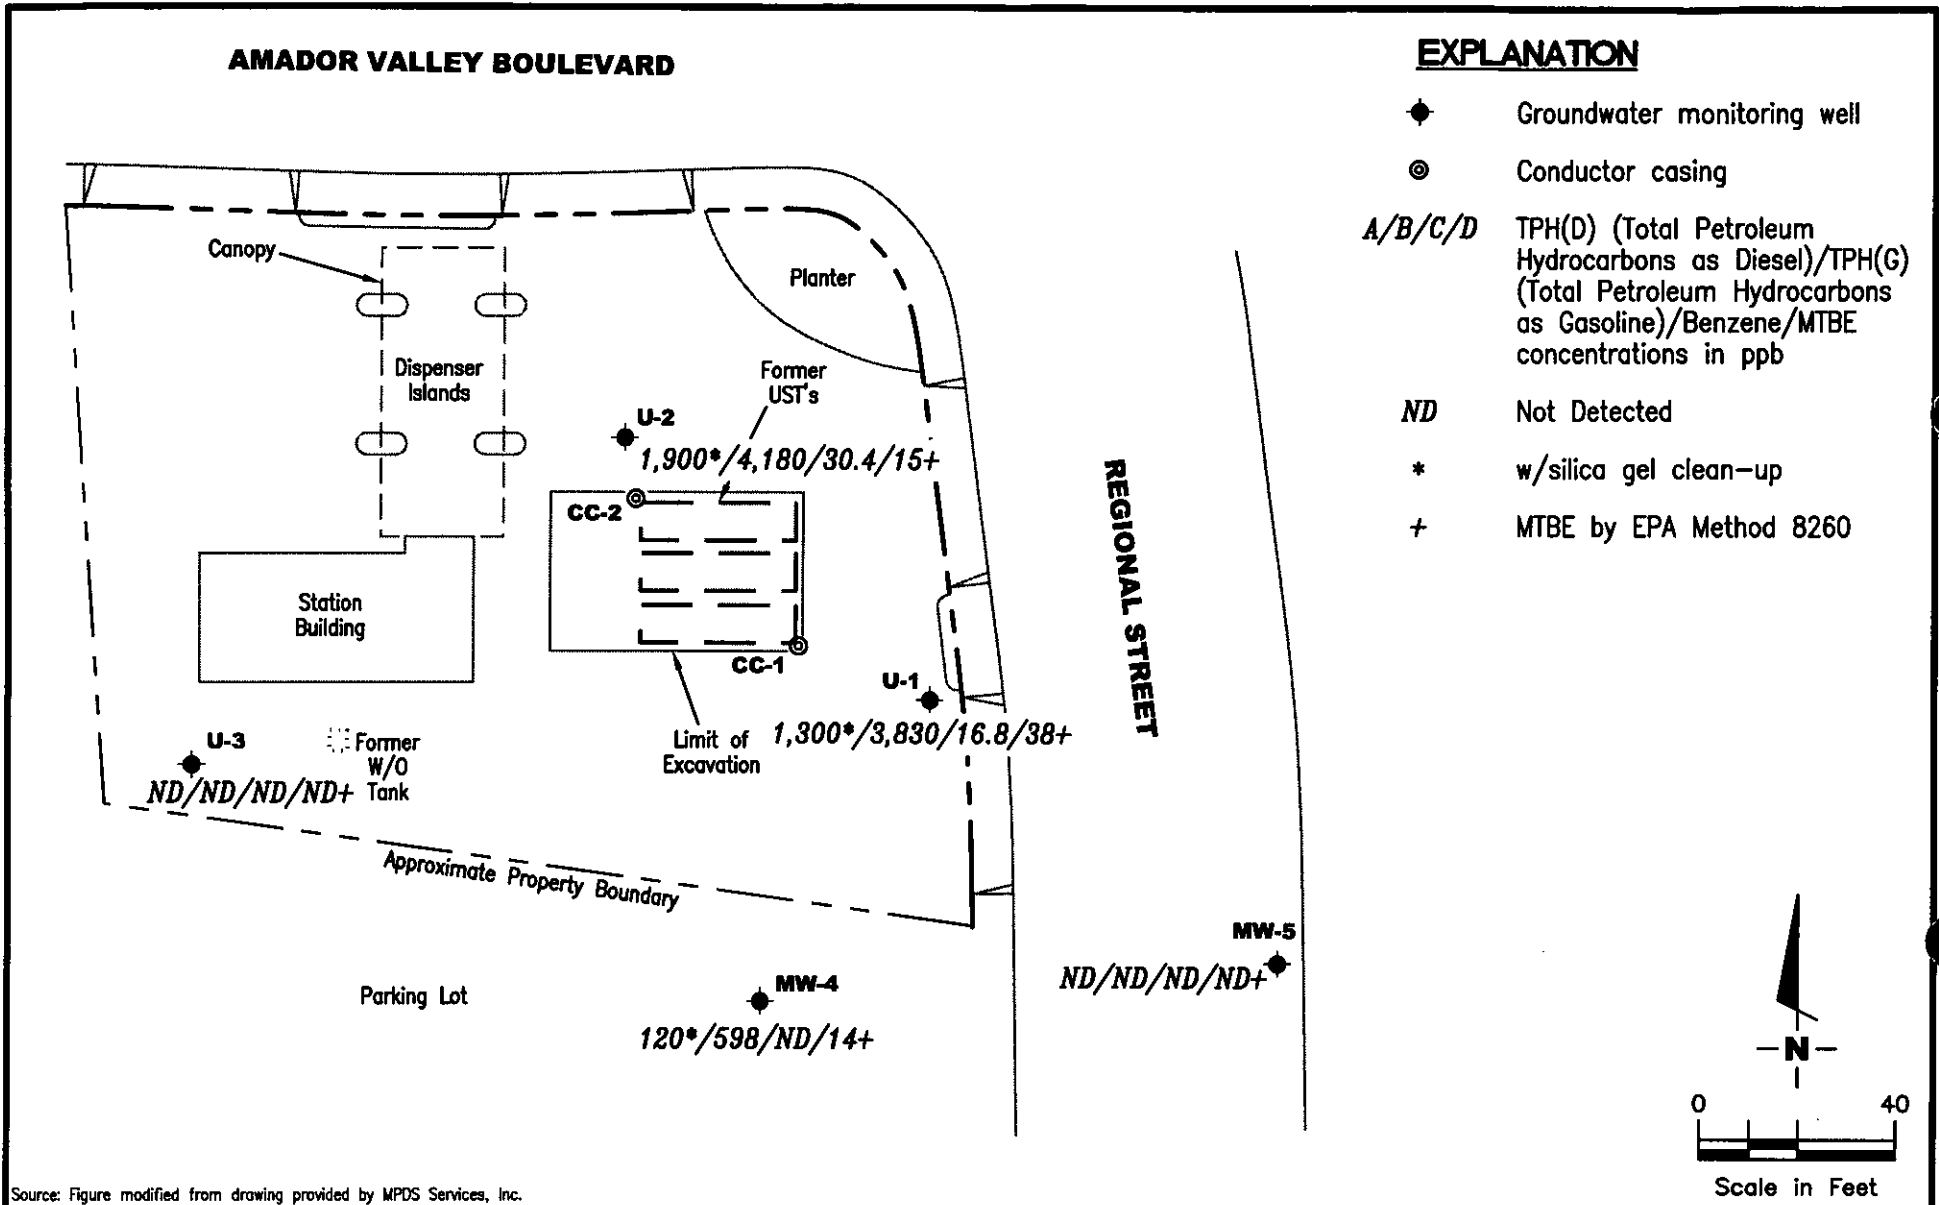 AMADOR VALLEY BOULEVARD
EXPLANATION
Groundwater monitoring well
Conductor casing
A/B/C/D TPH(D) (Total Petroleum
Hydrocarbons as Diesel)/TPH(G)
(Total Petroleum Hydrocarbons
as Gasoline)/Benzene/MTBE
concentrations in ppb
ND Not Detected
* w/silica gel clean-up
+ MTBE by EPA Method 8260
Canopy
Planter
Dispenser
Islands
Former
UST's
U-2
1,900*/4,180/30.4/15+
CC-2
CC-1
Station
Building
REGIONAL STREET
U-1
1,300*/3,830/16.8/38+
Limit of
Excavation
U-3
ND/ND/ND/ND+
Former
W/O
Tank
Approximate Property Boundary
Parking Lot
MW-4
120*/598/ND/14+
MW-5
ND/ND/ND/ND+
N
0 40
Scale in Feet
Source: Figure modified from drawing provided by MPDS Services, Inc.